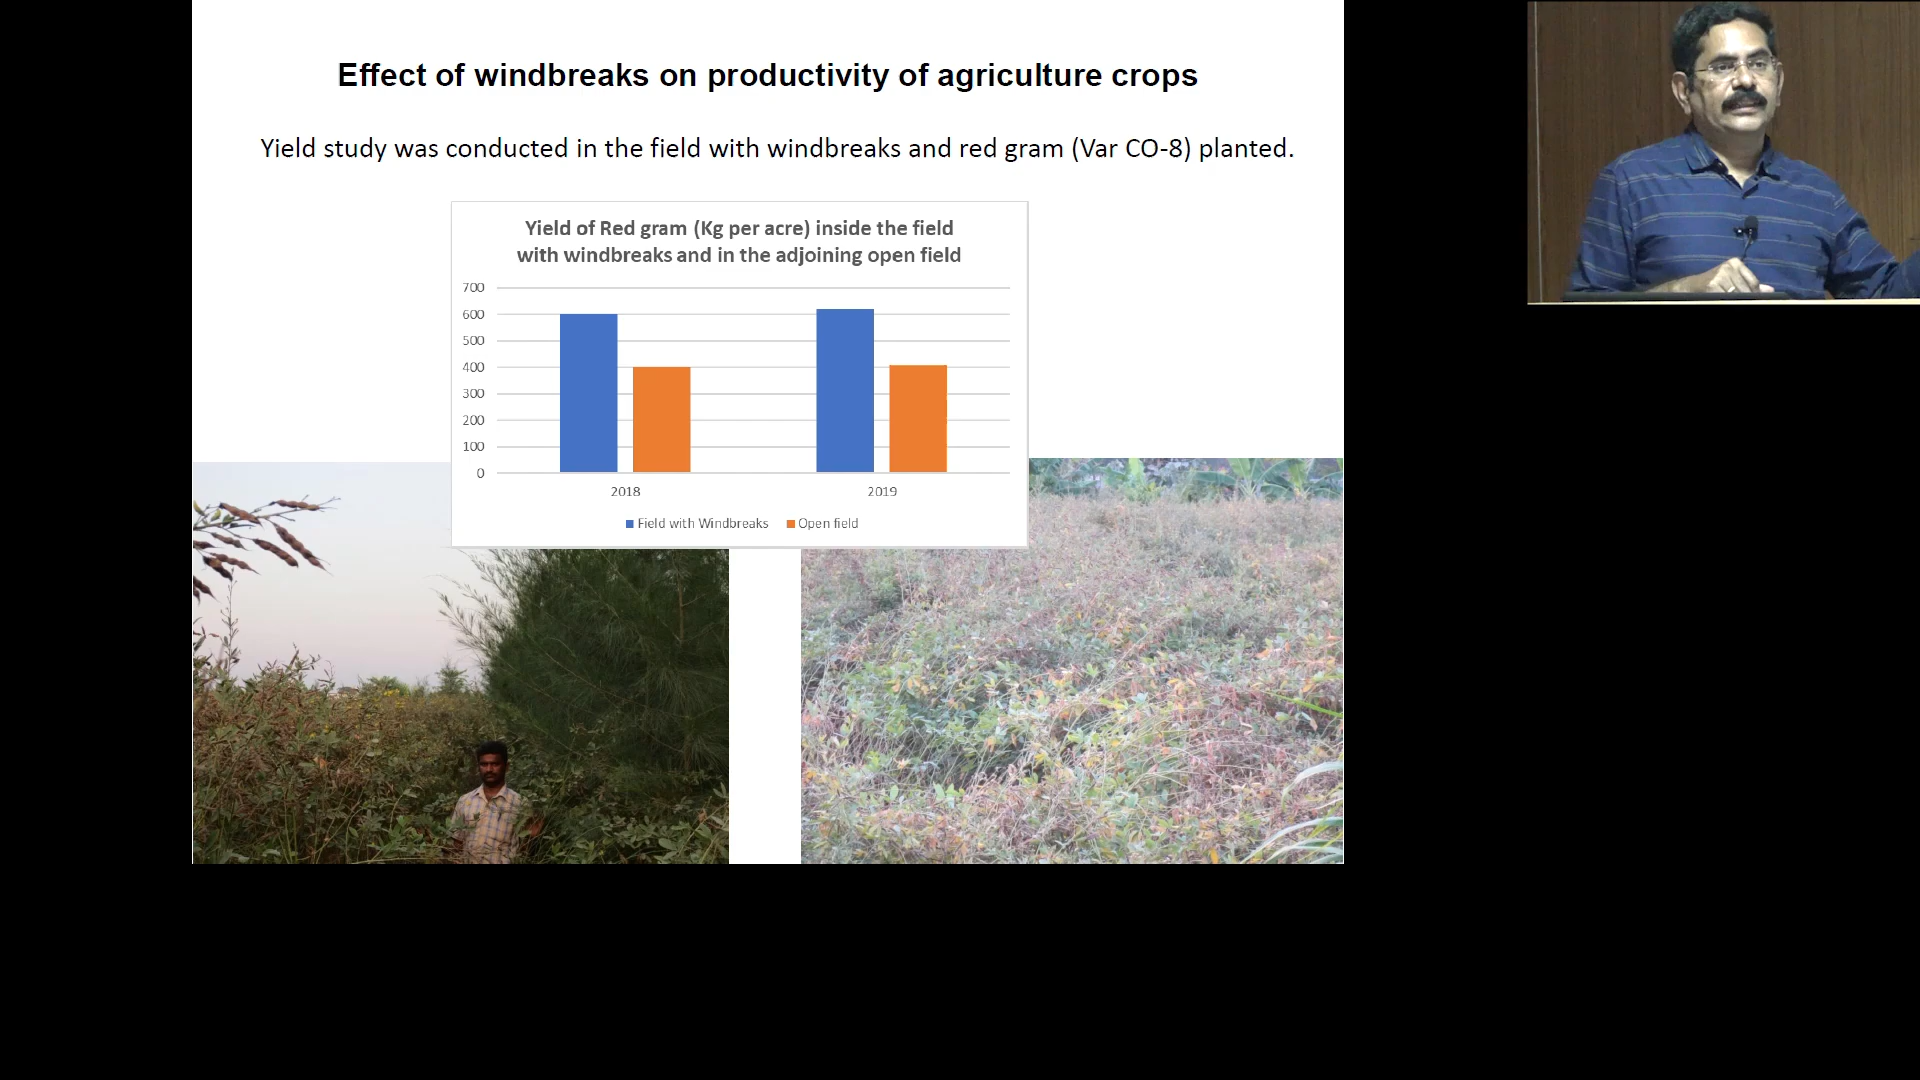 Effect of windbreaks on productivity of agriculture crops
Yield study was conducted in the field with windbreaks and red gram (Var CO-8) planted.
Yield of Red gram (Kg per acre) inside the field
with windbreaks and in the adjoining open field
700
600
500
400
300
200
100
0
2018 2019
Field with Windbreaks Open field